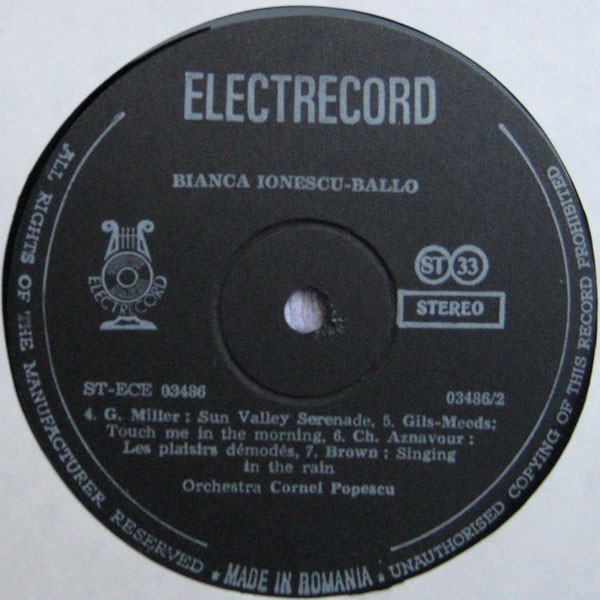 ELECTRECORD
BIANCA IONESCU-BALLO
ELECTRECORD
ST 33
STEREO
ST-ECE 03486
03486/2
4. G. Miller : Sun Valley Serenade, 5. Gils-Meeds;
Touch me in the morning, 6. Ch. Aznavour :
Les plaisirs démodés, 7. Brown : Singing
in the rain
Orchestra Cornel Popescu
ALL RIGHTS OF THE MANUFACTURER RESERVED ★ MADE IN ROMANIA ★ UNAUTHORISED COPYING OF THIS RECORD PROHIBITED